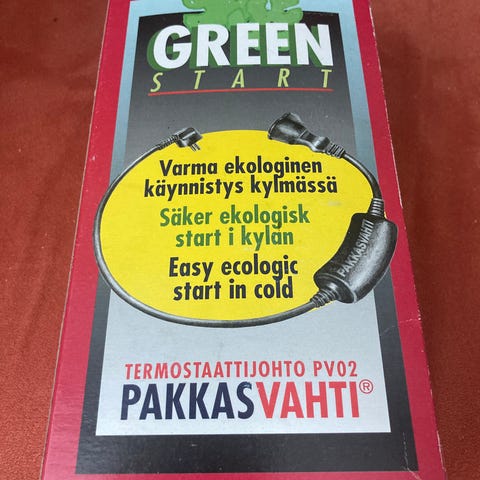 GREEN
START
Varma ekologinen
käynnistys kylmässä
Säker ekologisk
start i kylan
Easy ecologic
start in cold
PAKKASVAHTI
TERMOSTAATTIJOHTO PV02
PAKKASVAHTI®